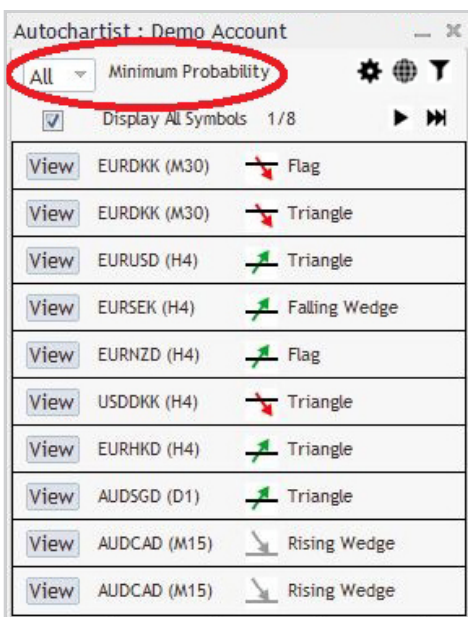 Autochartist : Demo Account
All Minimum Probability
Display All Symbols 1/8
View EURDKK (M30) Flag
View EURDKK (M30) Triangle
View EURUSD (H4) Triangle
View EURSEK (H4) Falling Wedge
View EURNZD (H4) Flag
View USDDKK (H4) Triangle
View EURHKD (H4) Triangle
View AUDSGD (D1) Triangle
View AUDCAD (M15) Rising Wedge
View AUDCAD (M15) Rising Wedge